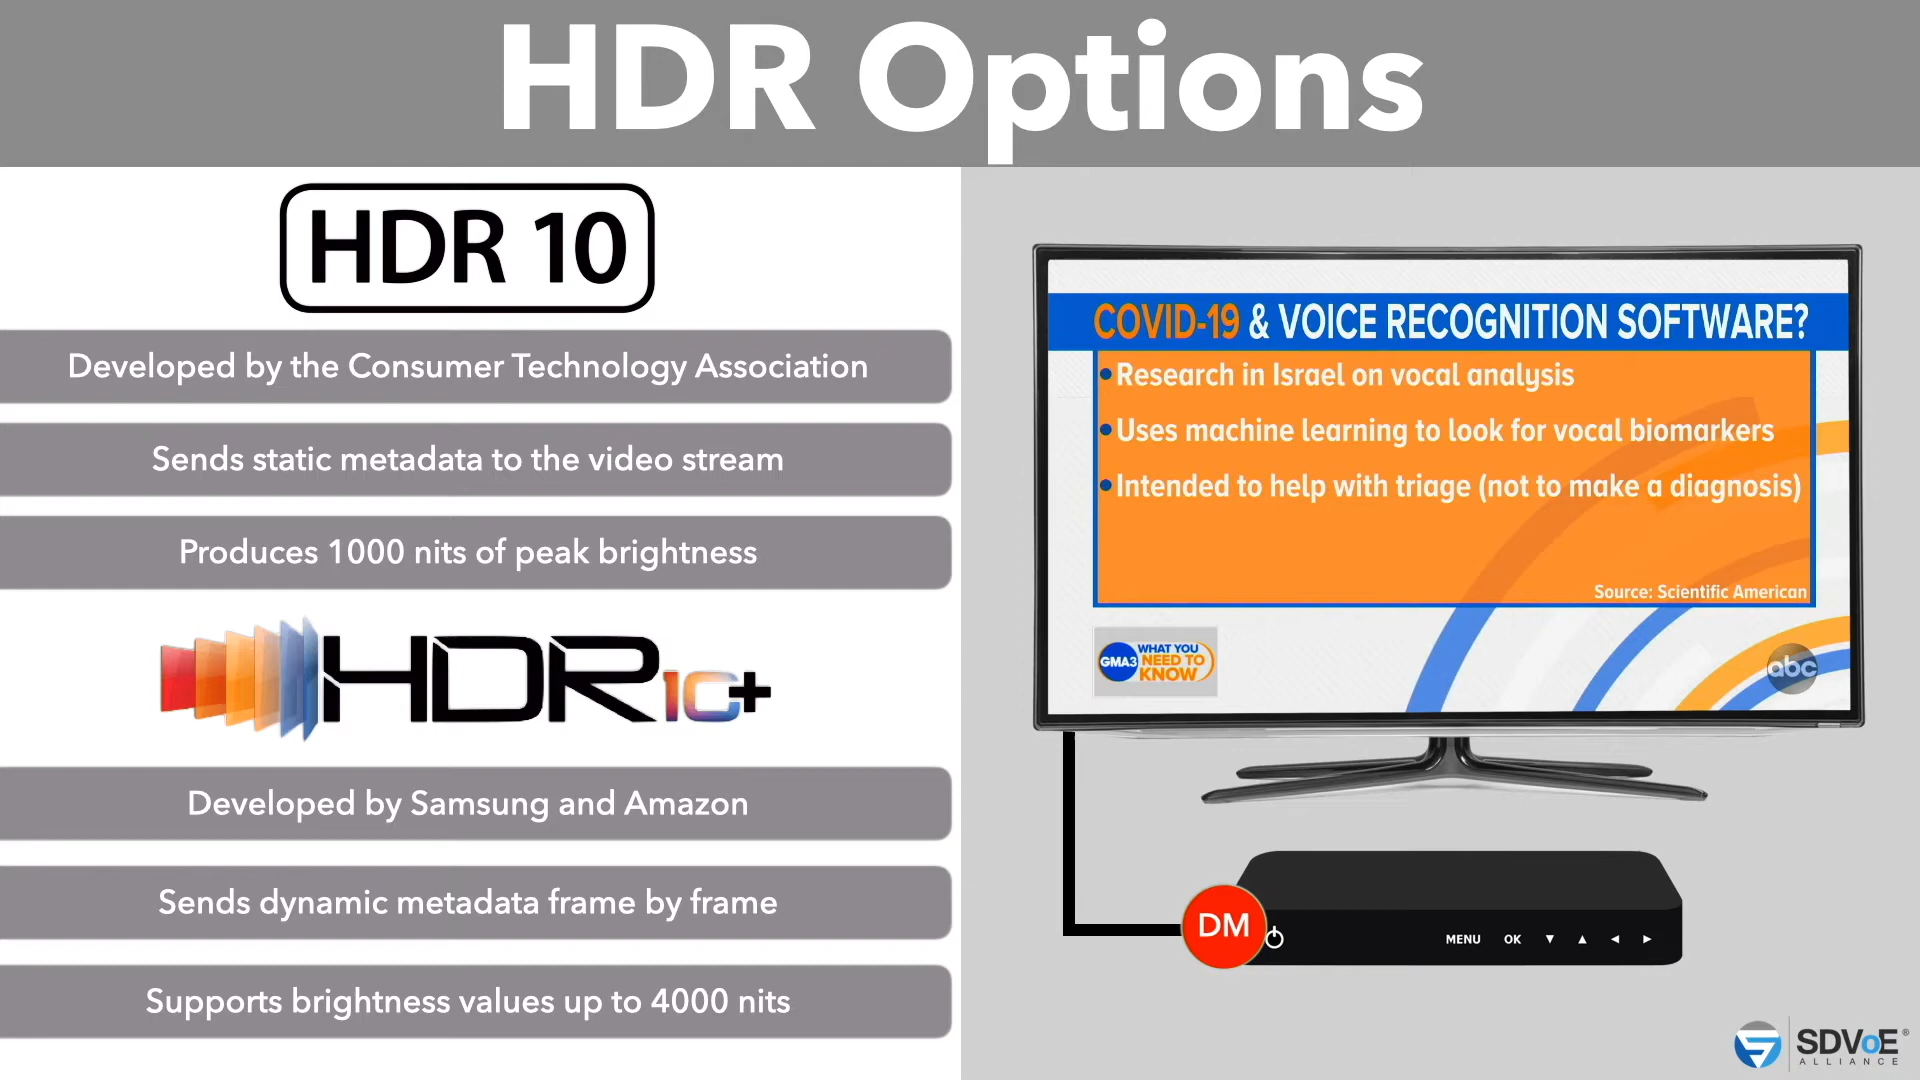 HDR Options
HDR 10
Developed by the Consumer Technology Association
Sends static metadata to the video stream
Produces 1000 nits of peak brightness
HDR10+
Developed by Samsung and Amazon
Sends dynamic metadata frame by frame
Supports brightness values up to 4000 nits
COVID-19 & VOICE RECOGNITION SOFTWARE?
• Research in Israel on vocal analysis
• Uses machine learning to look for vocal biomarkers
• Intended to help with triage (not to make a diagnosis)
Source: Scientific American
GMA3
WHAT YOU
NEED TO
KNOW
abc
DM
MENU OK ▼ ▲ ◄ ►
SDVoE®
ALLIANCE